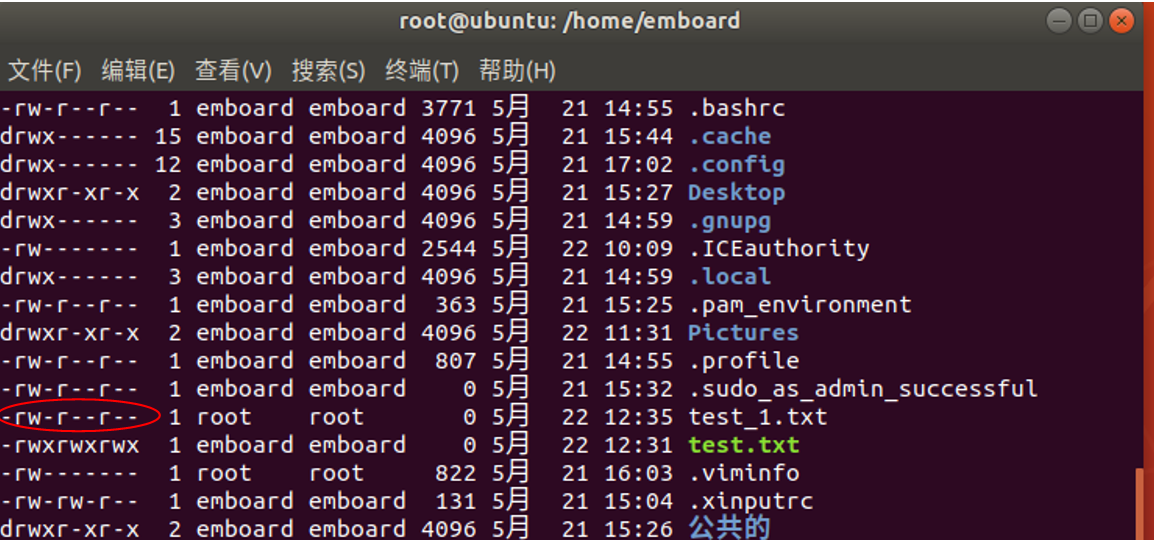 root@ubuntu: /home/emboard
文件(F) 编辑(E) 查看(V) 搜索(S) 终端(T) 帮助(H)
-rw-r--r-- 1 emboard emboard 3771 5月 21 14:55 .bashrc
drwx------ 15 emboard emboard 4096 5月 21 15:44 .cache
drwx------ 12 emboard emboard 4096 5月 21 17:02 .config
drwxr-xr-x 2 emboard emboard 4096 5月 21 15:27 Desktop
drwx------ 3 emboard emboard 4096 5月 21 14:59 .gnupg
-rw------- 1 emboard emboard 2544 5月 22 10:09 .ICEauthority
drwx------ 3 emboard emboard 4096 5月 21 14:59 .local
-rw-r--r-- 1 emboard emboard 363 5月 21 15:25 .pam_environment
drwxr-xr-x 2 emboard emboard 4096 5月 22 11:31 Pictures
-rw-r--r-- 1 emboard emboard 807 5月 21 14:55 .profile
-rw-r--r-- 1 emboard emboard 0 5月 21 15:32 .sudo_as_admin_successful
-rw-r--r-- 1 root root 0 5月 22 12:35 test_1.txt
-rwxrwxrwx 1 emboard emboard 0 5月 22 12:31 test.txt
-rw------- 1 root root 822 5月 21 16:03 .viminfo
-rw-rw-r-- 1 emboard emboard 131 5月 21 15:04 .xinputrc
drwxr-xr-x 2 emboard emboard 4096 5月 21 15:26 公共的